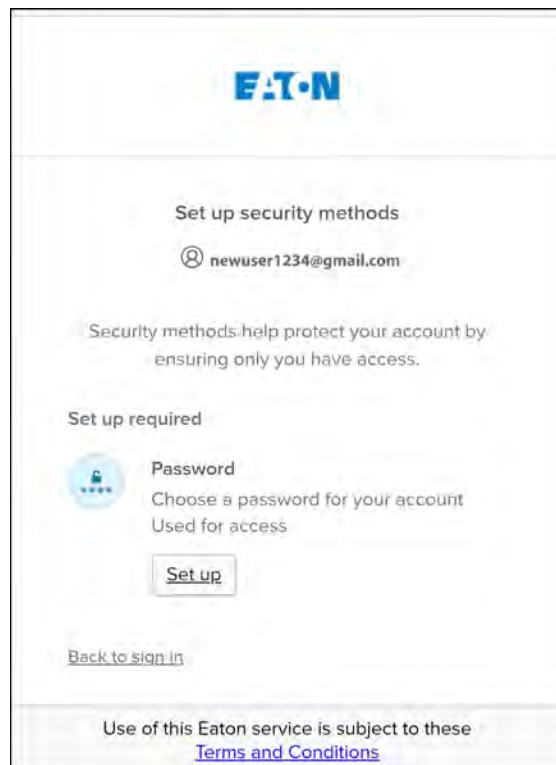 EATON
Set up security methods
newuser1234@gmail.com
Security methods help protect your account by
ensuring only you have access.
Set up required
Password
Choose a password for your account
Used for access
Set up
Back to sign in
Use of this Eaton service is subject to these
Terms and Conditions